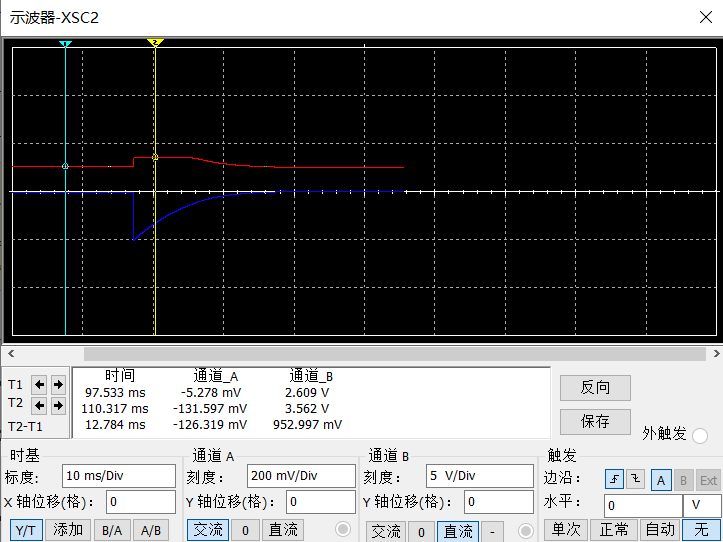 示波器-XSC2
1
2
时间 通道_A 通道_B
T1 97.533 ms -5.278 mV 2.609 V
T2 110.317 ms -131.597 mV 3.562 V
T2-T1 12.784 ms -126.319 mV 952.997 mV
反向
保存
外触发
时基 通道 A 通道 B 触发
标度: 10 ms/Div 刻度: 200 mV/Div 刻度: 5 V/Div 边沿: A B Ext
X 轴位移(格): 0 Y 轴位移(格): 0 Y 轴位移(格): 0 水平: 0 V
Y/T 添加 B/A A/B 交流 0 直流 交流 0 直流 - 单次 正常 自动 无